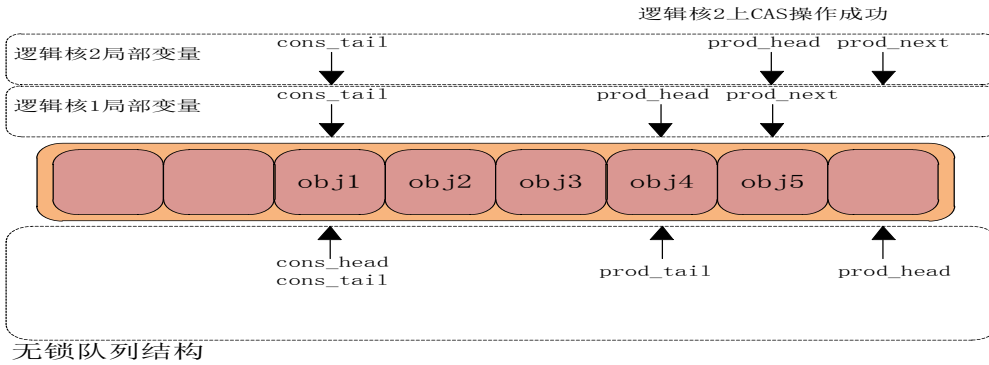 逻辑核2上CAS操作成功
逻辑核2局部变量
cons_tail
prod_head prod_next
逻辑核1局部变量
cons_tail
prod_head prod_next
obj1 obj2 obj3 obj4 obj5
cons_head
cons_tail
prod_tail
prod_head
无锁队列结构